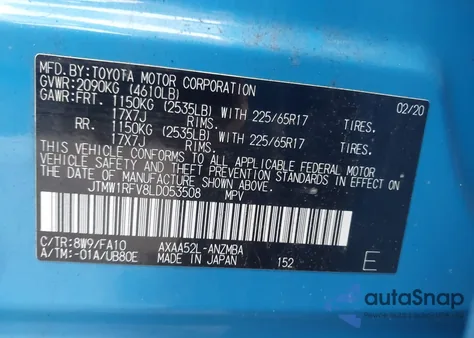 MFD.BY:TOYOTA MOTOR CORPORATION
GVWR:2090KG (4610LB) 02/20
GAWR:FRT. 1150KG (2535LB) WITH 225/65R17 TIRES.
17X7J RIMS.
RR. 1150KG (2535LB) WITH 225/65R17 TIRES.
17X7J RIMS.
THIS VEHICLE CONFORMS TO ALL APPLICABLE FEDERAL MOTOR
VEHICLE SAFETY AND THEFT PREVENTION STANDARDS IN EFFECT ON
THE DATE OF MANUFACTURE SHOWN ABOVE.
JTMW1RFV8LD053508 MPV
C/TR:8W9/FA10 AXAA52L-ANZMBA
A/TM:-01A/UB80E MADE IN JAPAN 152 E
autoSnap